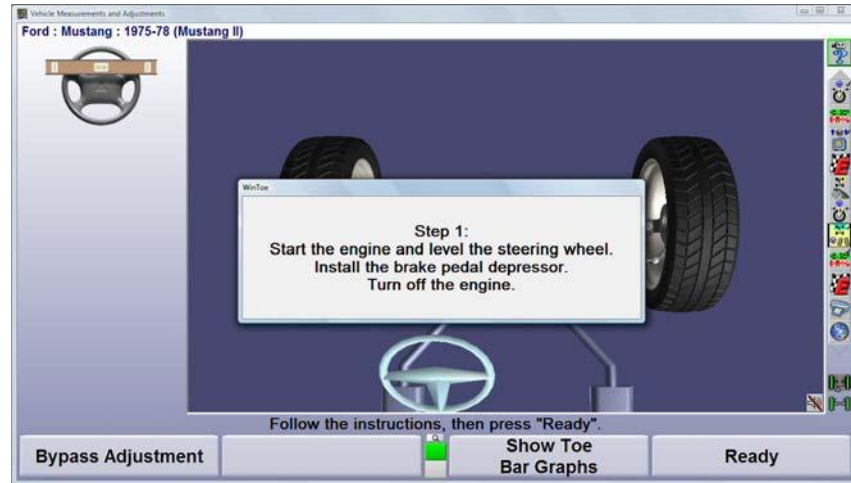 Vehicle Measurements and Adjustments
Ford : Mustang : 1975-78 (Mustang II)
WinToe
Step 1:
Start the engine and level the steering wheel.
Install the brake pedal depressor.
Turn off the engine.
Follow the instructions, then press "Ready".
Bypass Adjustment
Show Toe
Bar Graphs
Ready